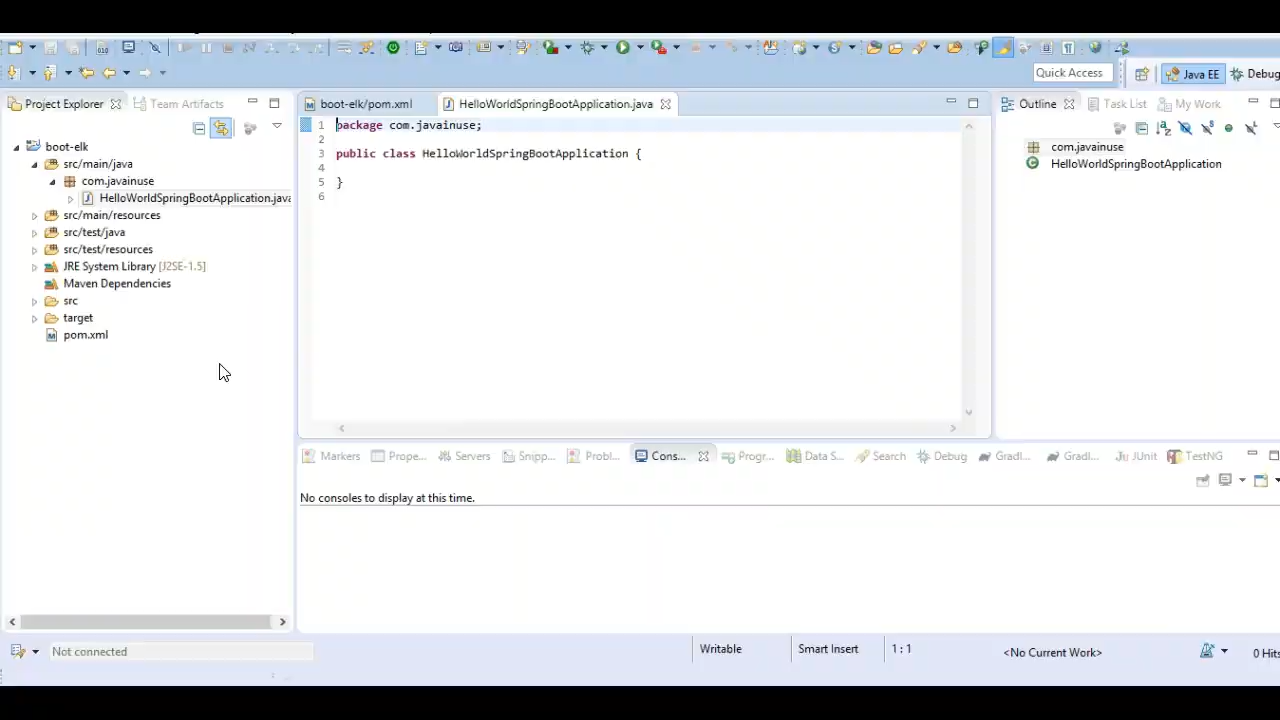 Quick Access
Java EE
Debug
Project Explorer
Team Artifacts
boot-elk
src/main/java
com.javainuse
HelloWorldSpringBootApplication.java
src/main/resources
src/test/java
src/test/resources
JRE System Library [J2SE-1.5]
Maven Dependencies
src
target
pom.xml
boot-elk/pom.xml
HelloWorldSpringBootApplication.java
1 package com.javainuse;
2
3 public class HelloWorldSpringBootApplication {
4
5 }
6
Outline
Task List
My Work
com.javainuse
HelloWorldSpringBootApplication
Markers
Prope...
Servers
Snipp...
Probl...
Cons...
Progr...
Data S...
Search
Debug
Gradl...
Gradl...
JUnit
TestNG
No consoles to display at this time.
Not connected
Writable
Smart Insert
1 : 1
<No Current Work>
0 Hits